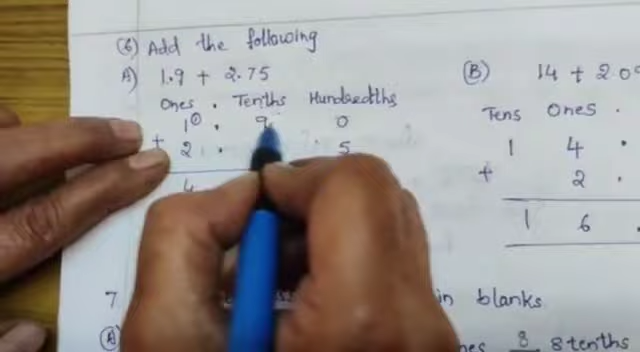 (6) Add the following
A) 1.9 + 2.75
Ones . Tenths Hundredths
1 . 9 0
+ 2 . 5
4
(B) 14 + 2.0
Tens Ones .
1 4 .
+ 2 .
1 6 .
7 in blanks
(A) 8 8 tenths